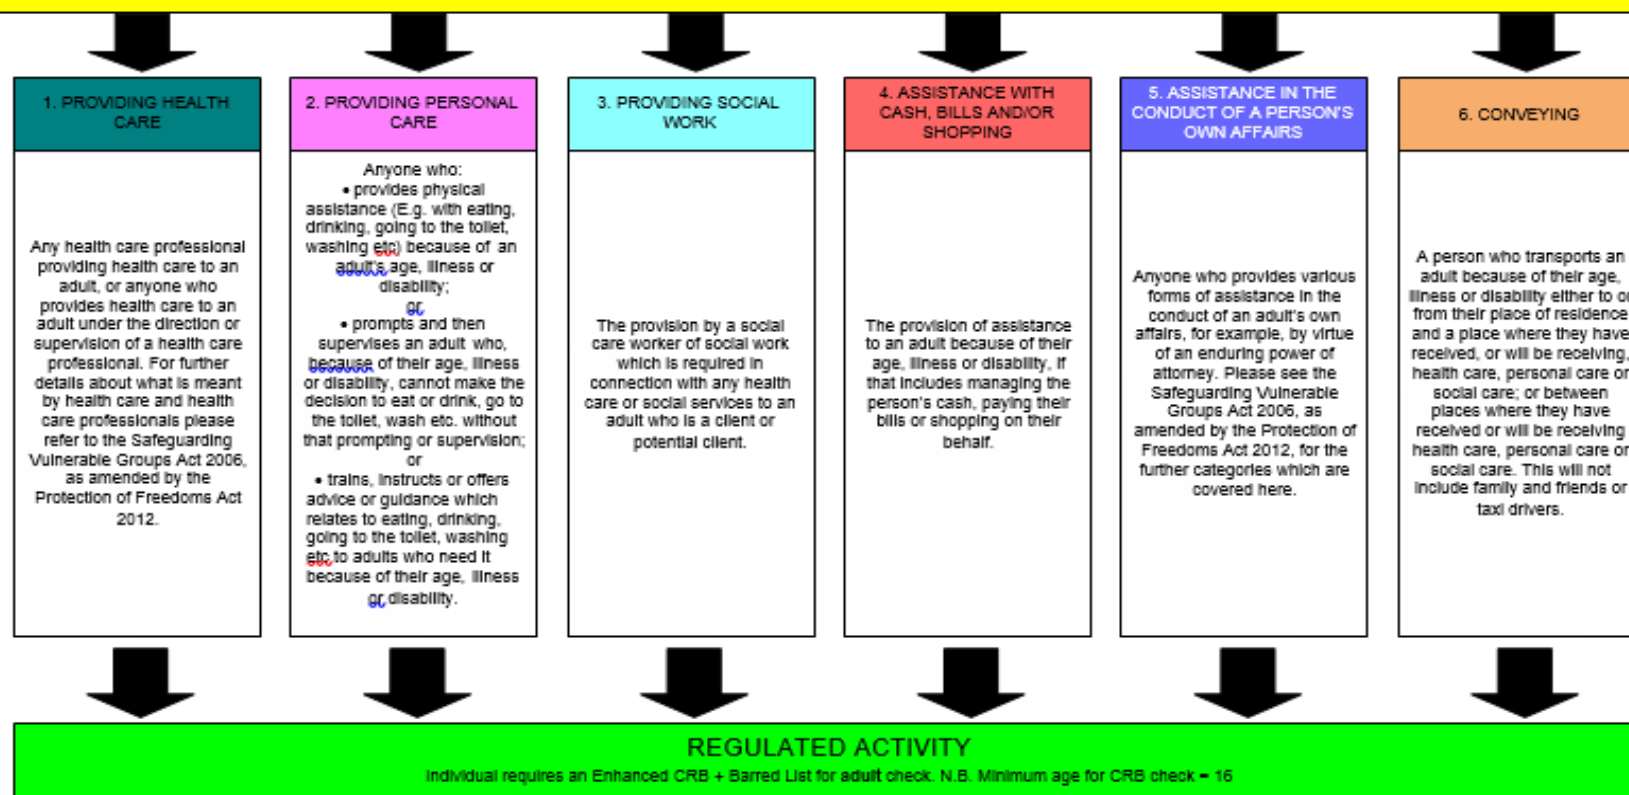 1. PROVIDING HEALTH
CARE
Any health care professional
providing health care to an
adult, or anyone who
provides health care to an
adult under the direction or
supervision of a health care
professional. For further
details about what is meant
by health care and health
care professionals please
refer to the Safeguarding
Vulnerable Groups Act 2006,
as amended by the
Protection of Freedoms Act
2012.
2. PROVIDING PERSONAL
CARE
Anyone who:
• provides physical
assistance (E.g. with eating,
drinking, going to the toilet,
washing etc) because of an
adult's age, illness or
disability;
or
• prompts and then
supervises an adult who,
because of their age, illness
or disability, cannot make the
decision to eat or drink, go to
the toilet, wash etc. without
that prompting or supervision;
or
• trains, instructs or offers
advice or guidance which
relates to eating, drinking,
going to the toilet, washing
etc to adults who need it
because of their age, illness
or disability.
3. PROVIDING SOCIAL
WORK
The provision by a social
care worker of social work
which is required in
connection with any health
care or social services to an
adult who is a client or
potential client.
4. ASSISTANCE WITH
CASH, BILLS AND/OR
SHOPPING
The provision of assistance
to an adult because of their
age, illness or disability, if
that includes managing the
person's cash, paying their
bills or shopping on their
behalf.
5. ASSISTANCE IN THE
CONDUCT OF A PERSON'S
OWN AFFAIRS
Anyone who provides various
forms of assistance in the
conduct of an adult's own
affairs, for example, by virtue
of an enduring power of
attorney. Please see the
Safeguarding Vulnerable
Groups Act 2006, as
amended by the Protection of
Freedoms Act 2012, for the
further categories which are
covered here.
6. CONVEYING
A person who transports an
adult because of their age,
illness or disability either to or
from their place of residence
and a place where they have
received, or will be receiving,
health care, personal care or
social care; or between
places where they have
received or will be receiving
health care, personal care or
social care. This will not
include family and friends or
taxi drivers.
REGULATED ACTIVITY
Individual requires an Enhanced CRB + Barred List for adult check. N.B. Minimum age for CRB check = 16